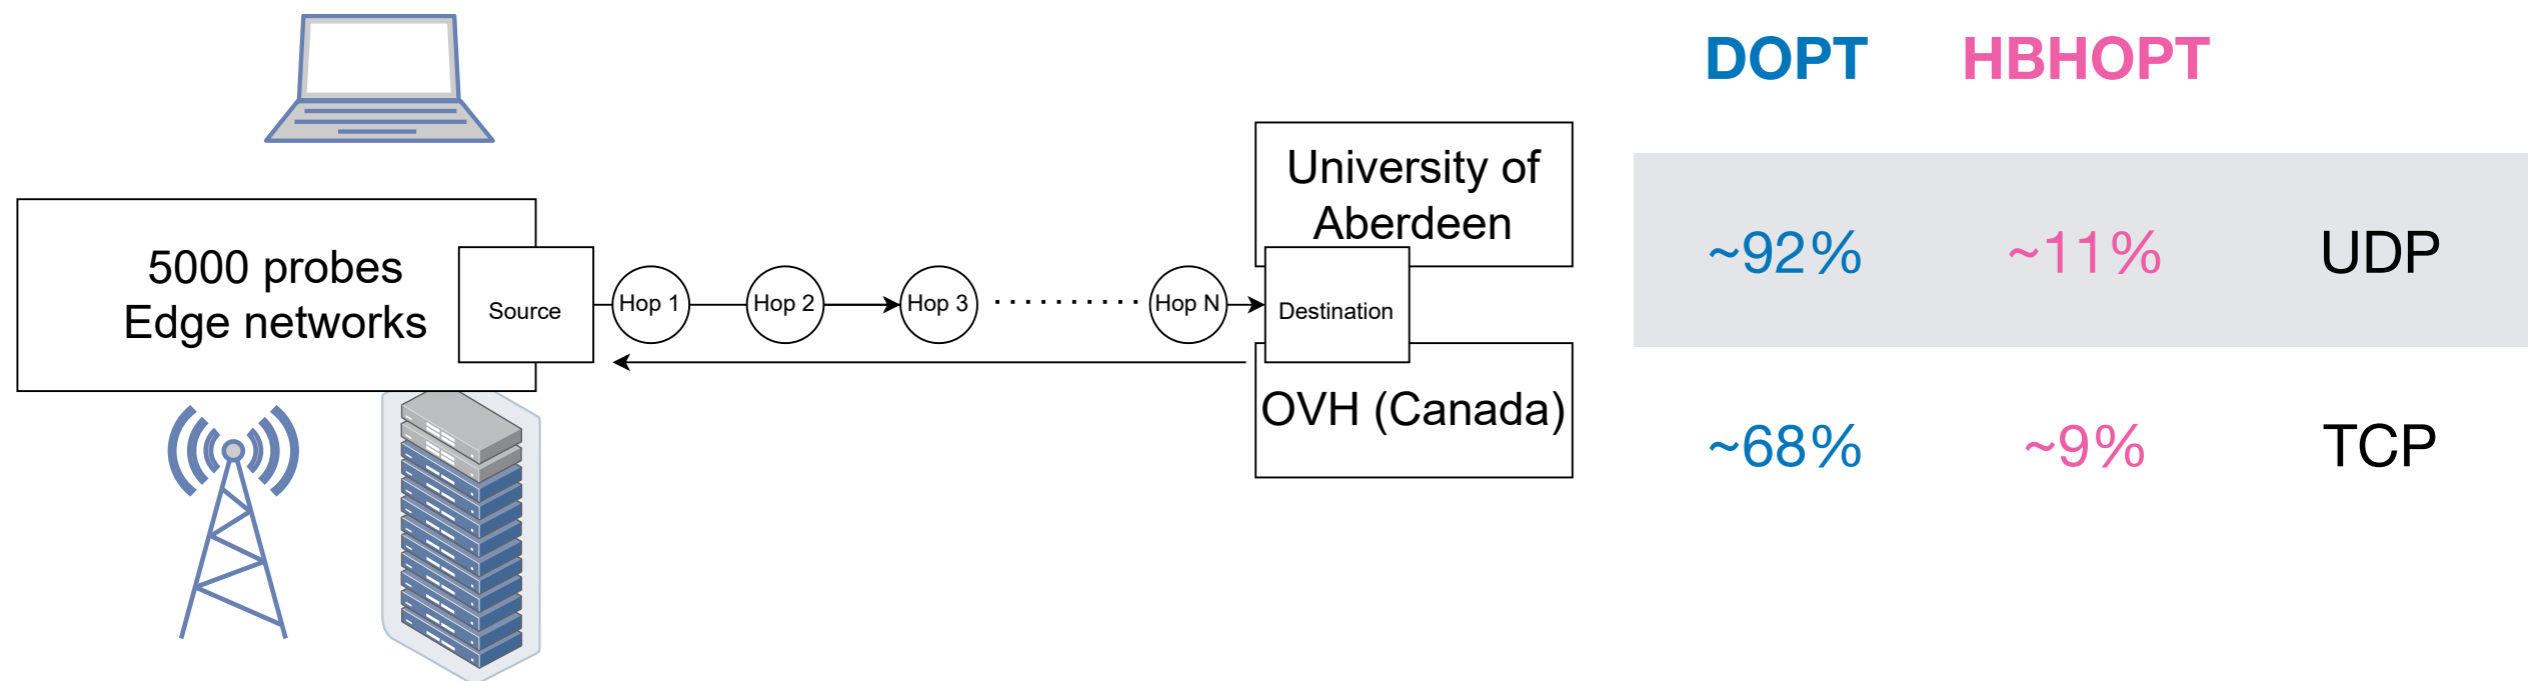 5000 probes
Edge networks
Source
Hop 1
Hop 2
Hop 3
..........
Hop N
University of
Aberdeen
Destination
OVH (Canada)
DOPT HBHOPT
~92% ~11% UDP
~68% ~9% TCP